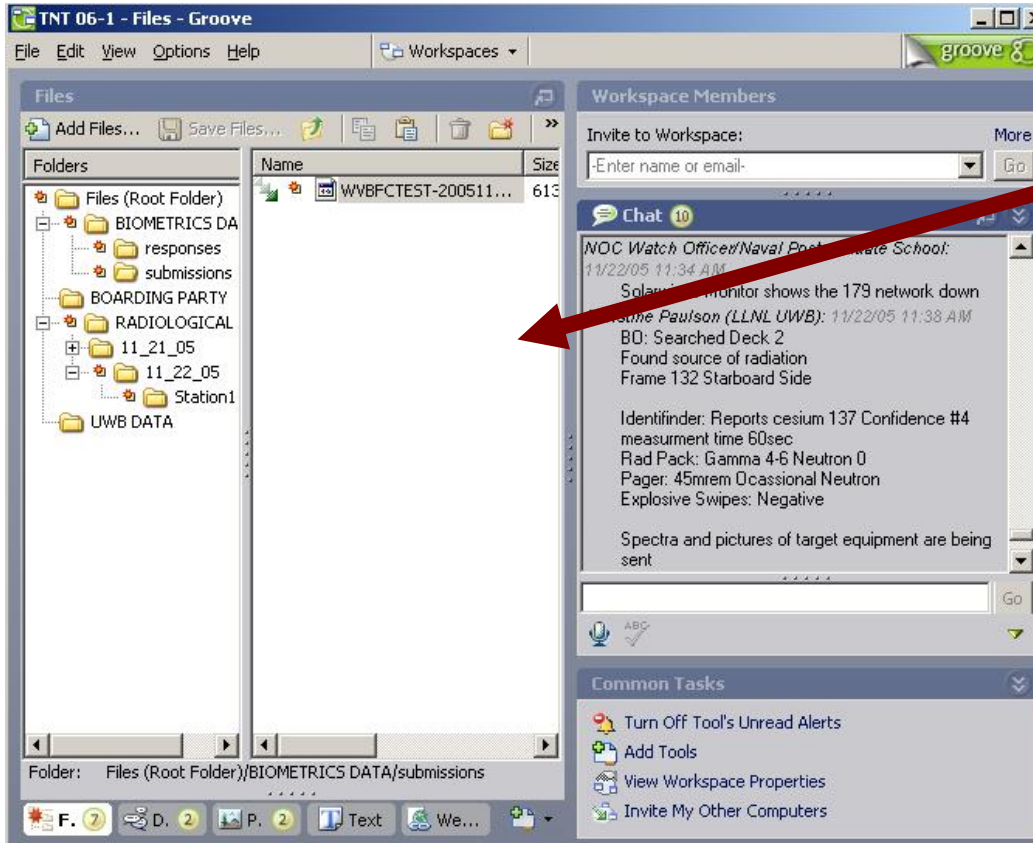 TNT 06-1 - Files - Groove
File Edit View Options Help
Workspaces
groove
Files
Add Files... Save Files...
Folders
Files (Root Folder)
BIOMETRICS DA
responses
submissions
BOARDING PARTY
RADIOLOGICAL
11_21_05
11_22_05
Station1
UWB DATA
Name Size
WVBFCTEST-200511... 613
Folder: Files (Root Folder)/BIOMETRICS DATA/submissions
F. 7 D. 2 P. 2 Text We...
Workspace Members
Invite to Workspace: More
-Enter name or email- Go
Chat 10
NOC Watch Officer/Naval School:
11/22/05 11:34 AM
monitor shows the 179 network down
Paulson (LLNL UWB): 11/22/05 11:38 AM
BO: Searched Deck 2
Found source of radiation
Frame 132 Starboard Side
Identifinder: Reports cesium 137 Confidence #4
measurment time 60sec
Rad Pack: Gamma 4-6 Neutron 0
Pager: 45mrem Ocassional Neutron
Explosive Swipes: Negative
Spectra and pictures of target equipment are being
sent
Go
ABC
Common Tasks
Turn Off Tool's Unread Alerts
Add Tools
View Workspace Properties
Invite My Other Computers